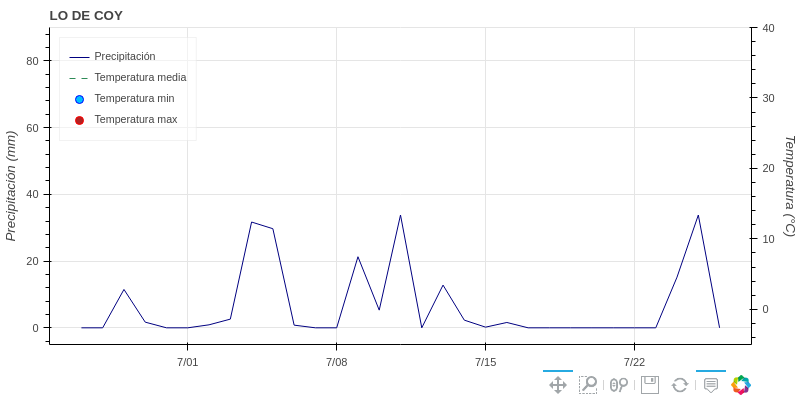 LO DE COY
Precipitación
Temperatura media
Temperatura min
Temperatura max
Precipitación (mm)
80
60
40
20
0
40
30
20
10
0
Temperatura (°C)
7/01
7/08
7/15
7/22